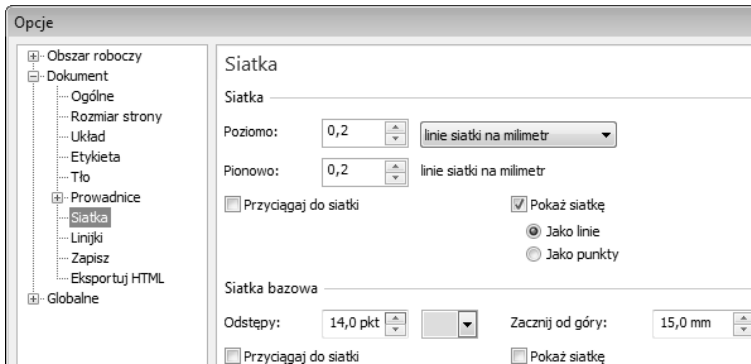 Opcje
Obszar roboczy
Dokument
Ogólne
Rozmiar strony
Układ
Etykieta
Tło
Prowadnice
Siatka
Linijki
Zapisz
Eksportuj HTML
Globalne
Siatka
Siatka
Poziomo: 0,2 linie siatki na milimetr
Pionowo: 0,2 linie siatki na milimetr
Przyciągaj do siatki Pokaż siatkę
Jako linie
Jako punkty
Siatka bazowa
Odstępy: 14,0 pkt Zacznij od góry: 15,0 mm
Przyciągaj do siatki Pokaż siatkę